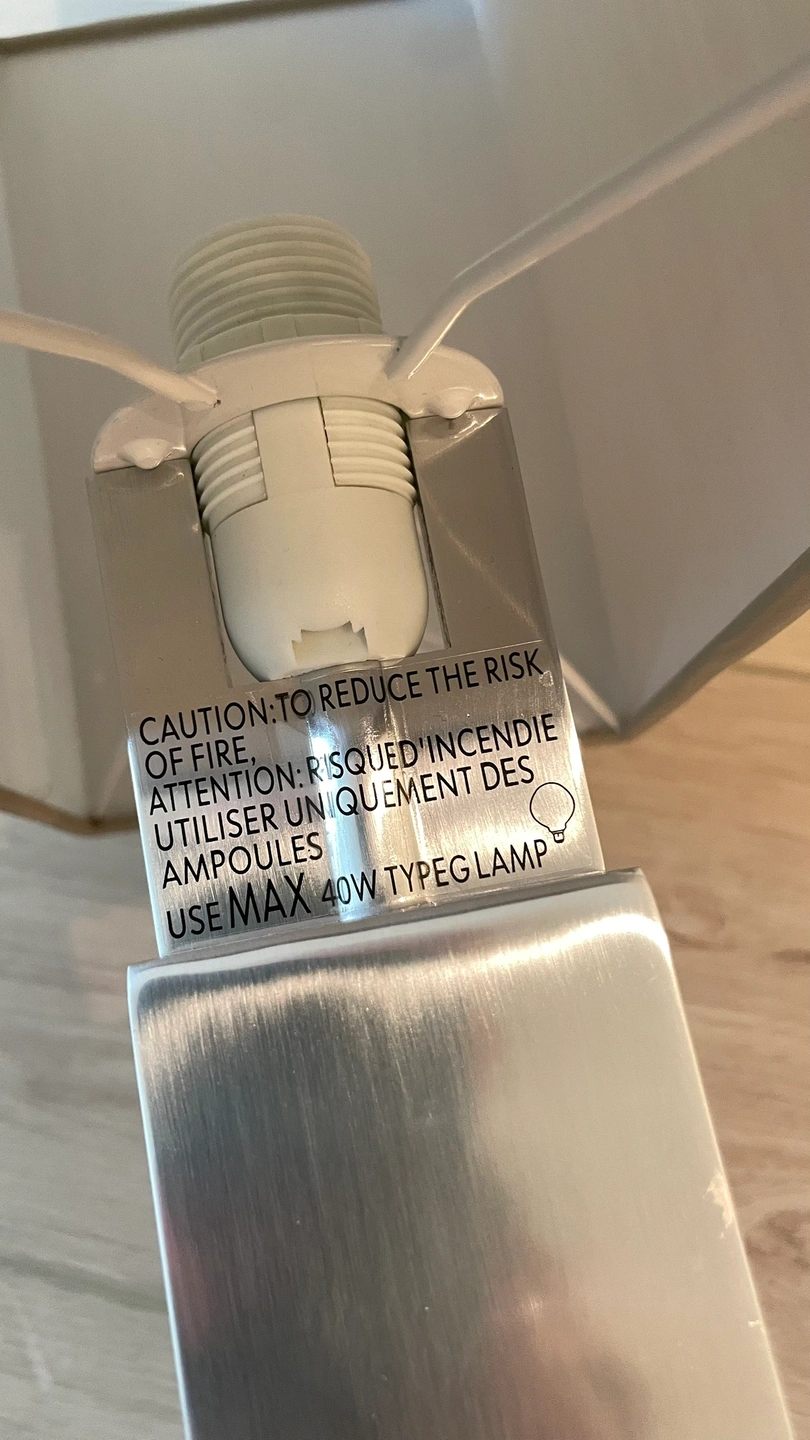 CAUTION:TO REDUCE THE RISK
OF FIRE,
ATTENTION: RISQUED'INCENDIE
UTILISER UNIQUEMENT DES
AMPOULES
USE MAX 40W TYPEG LAMP